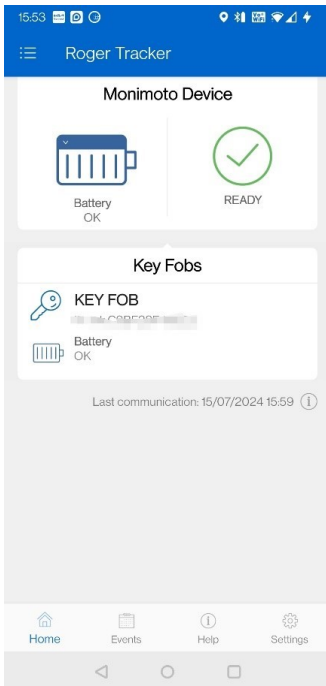 15:53
Roger Tracker
Monimoto Device
Battery
OK
READY
Key Fobs
KEY FOB
Battery
OK
Last communication: 15/07/2024 15:59
Home
Events
Help
Settings